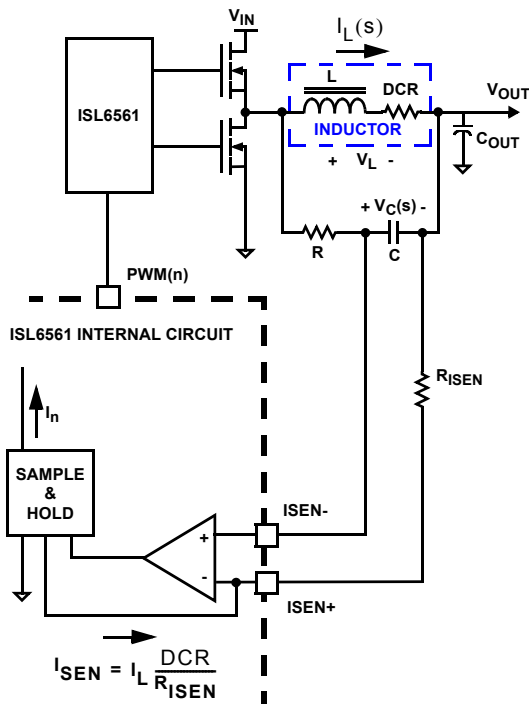 V_IN
I_L(s)
ISL6561
L
DCR
V_OUT
INDUCTOR
C_OUT
+ V_L -
+ V_C(s) -
R
C
PWM(n)
ISL6561 INTERNAL CIRCUIT
R_ISEN
I_n
SAMPLE
&
HOLD
ISEN-
+
-
ISEN+
I_SEN = I_L DCR / R_ISEN